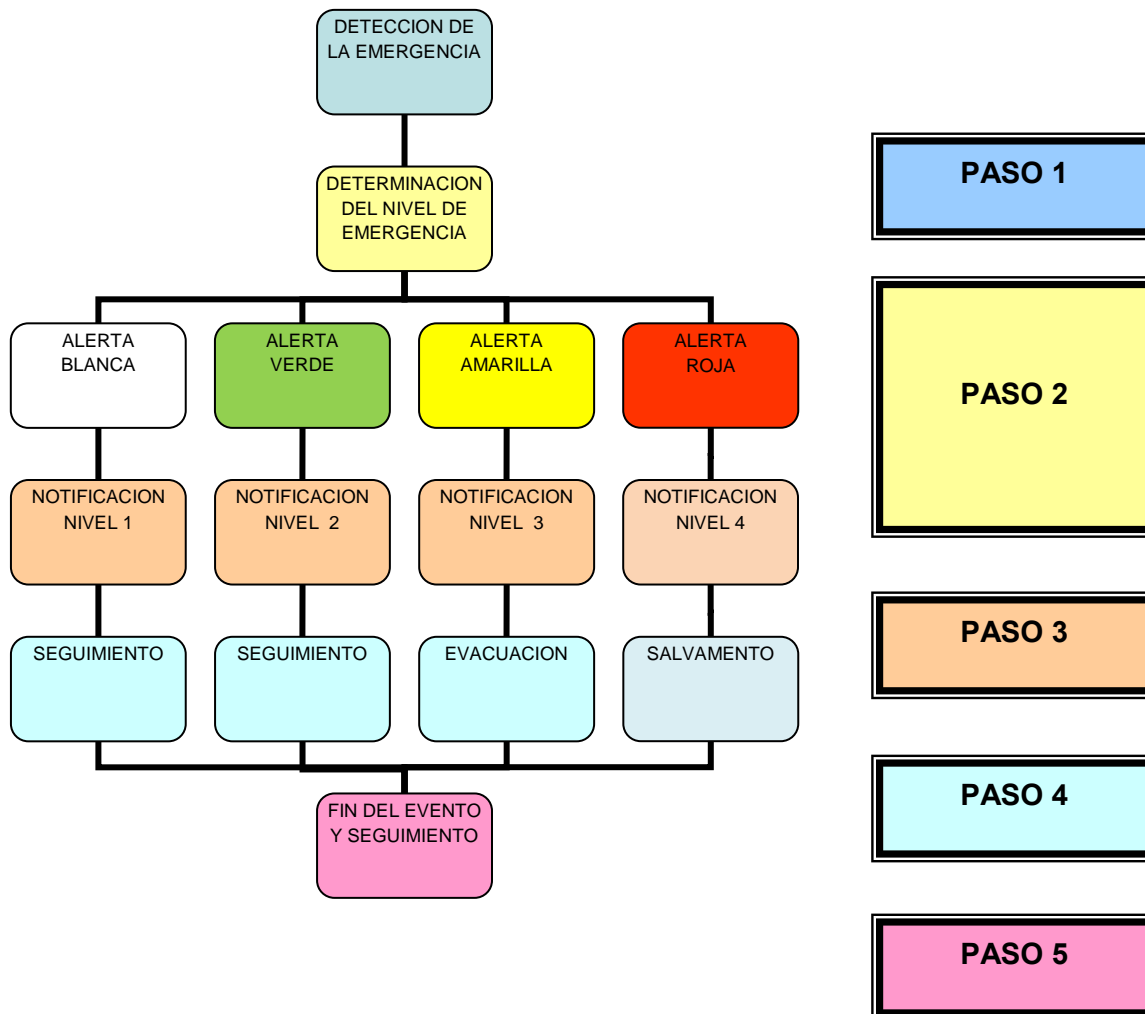 DETECCION DE
LA EMERGENCIA
DETERMINACION
DEL NIVEL DE
EMERGENCIA
ALERTA
BLANCA
ALERTA
VERDE
ALERTA
AMARILLA
ALERTA
ROJA
NOTIFICACION
NIVEL 1
NOTIFICACION
NIVEL 2
NOTIFICACION
NIVEL 3
NOTIFICACION
NIVEL 4
SEGUIMIENTO
SEGUIMIENTO
EVACUACION
SALVAMENTO
FIN DEL EVENTO
Y SEGUIMIENTO
PASO 1
PASO 2
PASO 3
PASO 4
PASO 5